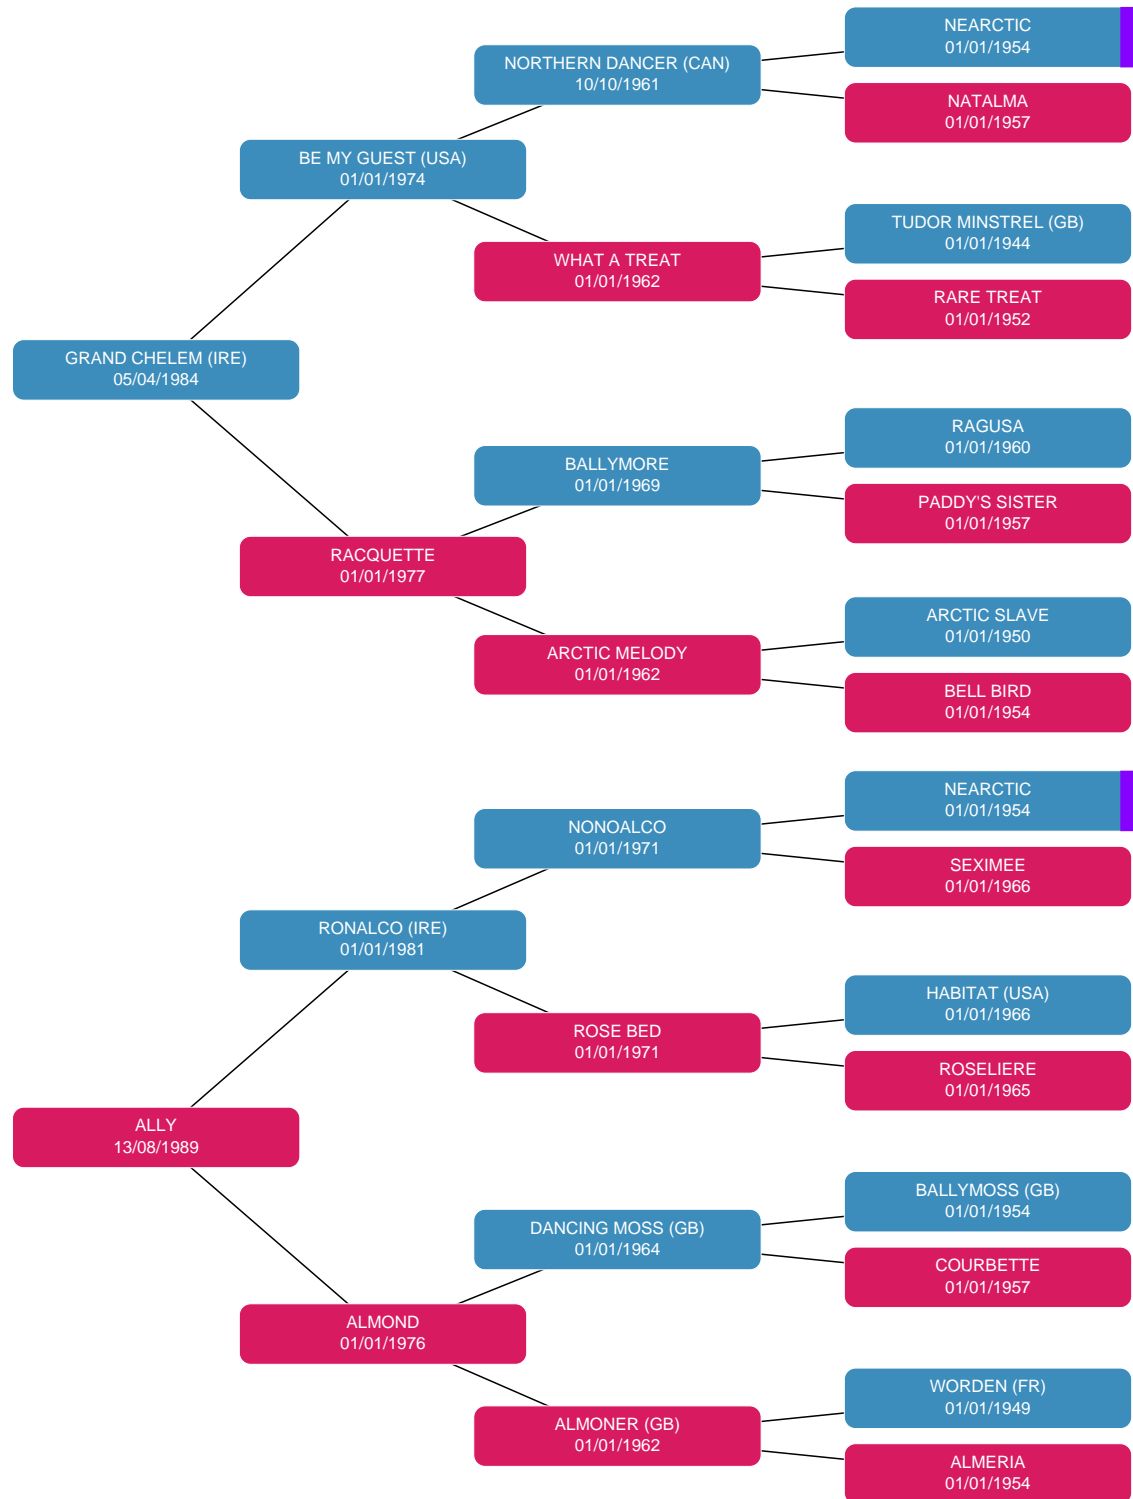 NEARCTIC
01/01/1954
NORTHERN DANCER (CAN)
10/10/1961
NATALMA
01/01/1957
BE MY GUEST (USA)
01/01/1974
TUDOR MINSTREL (GB)
01/01/1944
WHAT A TREAT
01/01/1962
RARE TREAT
01/01/1952
GRAND CHELEM (IRE)
05/04/1984
RAGUSA
01/01/1960
BALLYMORE
01/01/1969
PADDY'S SISTER
01/01/1957
RACQUETTE
01/01/1977
ARCTIC SLAVE
01/01/1950
ARCTIC MELODY
01/01/1962
BELL BIRD
01/01/1954
NEARCTIC
01/01/1954
NONOALCO
01/01/1971
SEXIMEE
01/01/1966
RONALCO (IRE)
01/01/1981
HABITAT (USA)
01/01/1966
ROSE BED
01/01/1971
ROSELIERE
01/01/1965
ALLY
13/08/1989
BALLYMOSS (GB)
01/01/1954
DANCING MOSS (GB)
01/01/1964
COURBETTE
01/01/1957
ALMOND
01/01/1976
WORDEN (FR)
01/01/1949
ALMONER (GB)
01/01/1962
ALMERIA
01/01/1954